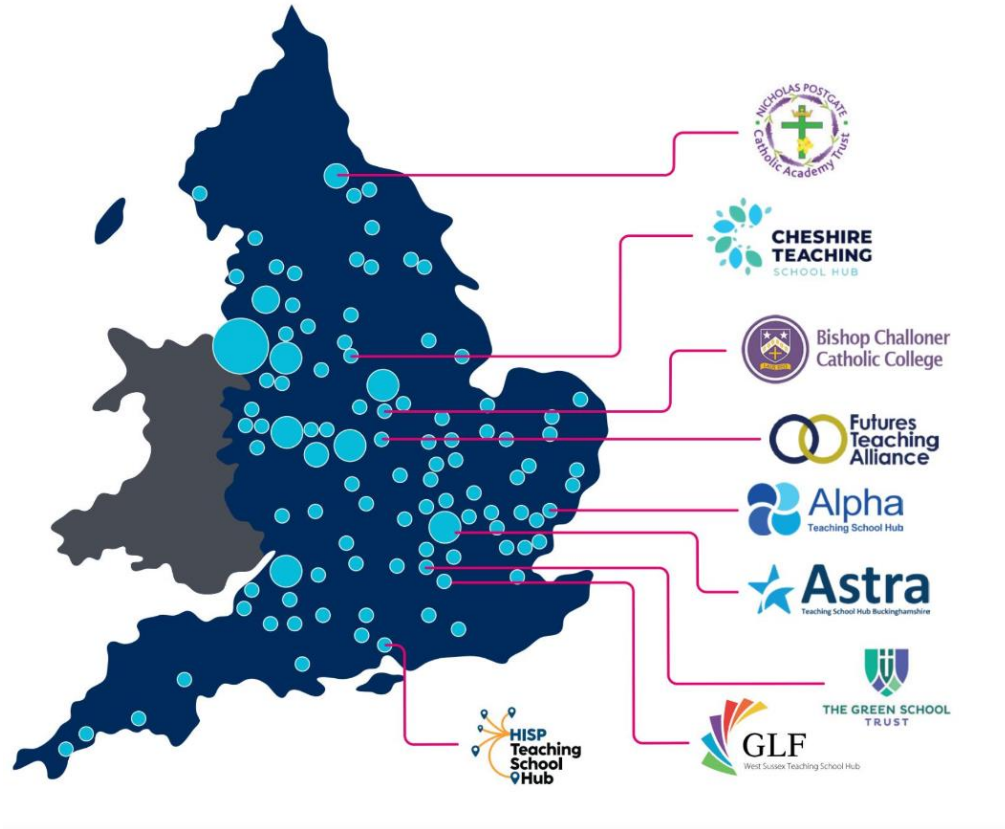 NICHOLAS POSTGATE
Catholic Academy Trust
CHESHIRE
TEACHING
SCHOOL HUB
Bishop Challoner
Catholic College
Futures
Teaching
Alliance
Alpha
Teaching School Hub
Astra
Teaching School Hub Buckinghamshire
THE GREEN SCHOOL
TRUST
GLF
West Sussex Teaching School Hub
HISP
Teaching
School
Hub